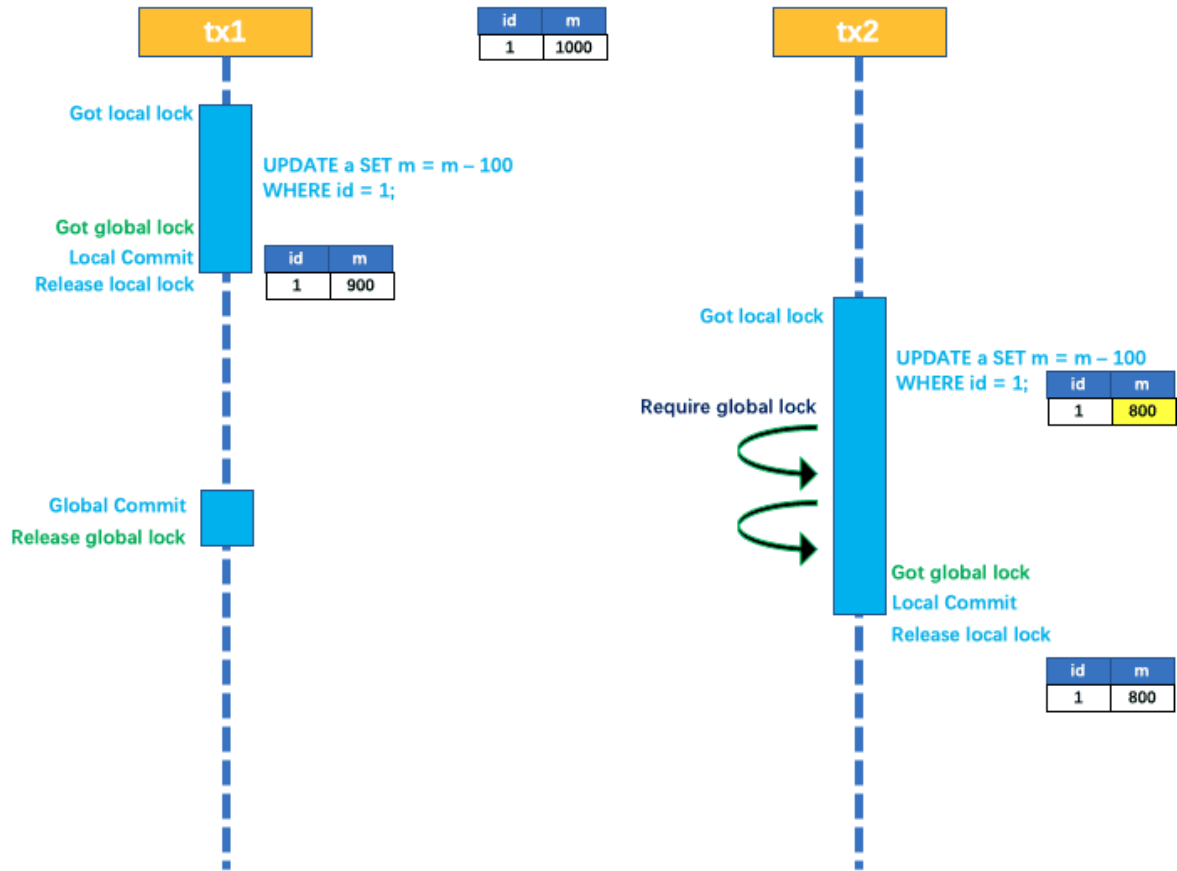 tx1
id m
1 1000
tx2
Got local lock
UPDATE a SET m = m – 100
WHERE id = 1;
Got global lock
Local Commit
Release local lock
id m
1 900
Got local lock
UPDATE a SET m = m – 100
WHERE id = 1;
id m
1 800
Require global lock
Global Commit
Release global lock
Got global lock
Local Commit
Release local lock
id m
1 800